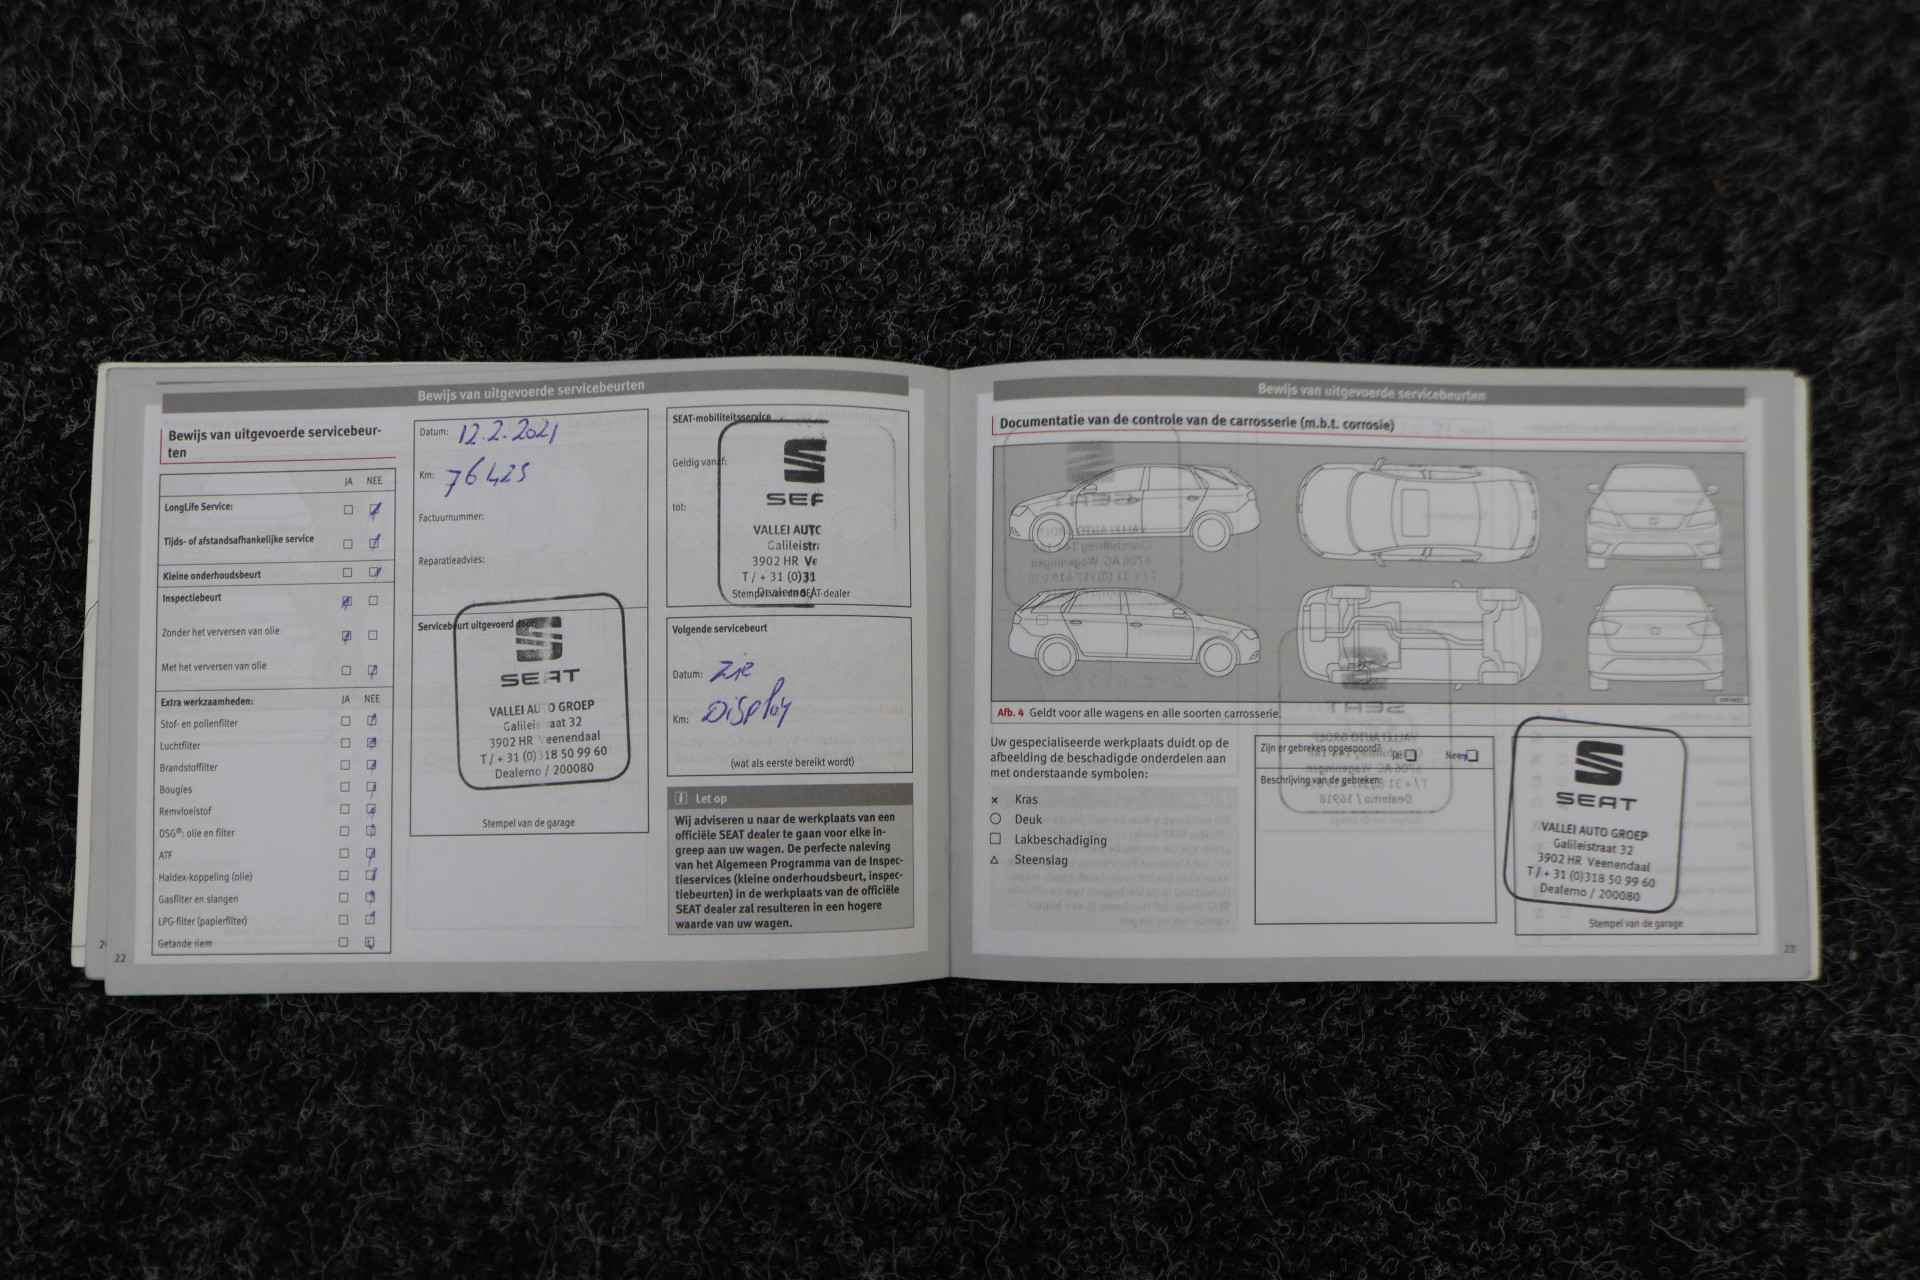 Bewijs van uitgevoerde servicebeurten
Bewijs van uitgevoerde servicebeur-
ten
JA NEE
LongLife Service:
Tijds- of afstandsafhankelijke service
Kleine onderhoudsbeurt
Inspectiebeurt
Zonder het verversen van olie
Met het verversen van olie
Extra werkzaamheden: JA NEE
Stof- en pollenfilter
Luchtfilter
Brandstoffilter
Bougies
Remvloeistof
DSG®: olie en filter
ATF
Haldex-koppeling (olie)
Gasfilter en slangen
LPG-filter (papierfilter)
Getande riem
22
Datum: 12.2.2021
Km: 76425
Factuurnummer:
Reparatieadvies:
Servicebeurt uitgevoerd door:
SEAT
VALLEI AUTO GROEP
Galileistraat 32
3902 HR Veenendaal
T / + 31 (0)318 50 99 60
Dealerno / 200080
Stempel van de garage
SEAT-mobiliteitsservice
Geldig vanaf:
tot:
SEA
VALLEI AUTO
Galileistra
3902 HR Ve
T / + 31 (0)31
Dealerno /
Stempel van de SEAT-dealer
Volgende servicebeurt
Datum: Zie
Km: Display
(wat als eerste bereikt wordt)
i Let op
Wij adviseren u naar de werkplaats van een
officiële SEAT dealer te gaan voor elke in-
greep aan uw wagen. De perfecte naleving
van het Algemeen Programma van de Inspec-
tieservices (kleine onderhoudsbeurt, inspec-
tiebeurten) in de werkplaats van de officiële
SEAT dealer zal resulteren in een hogere
waarde van uw wagen.
Bewijs van uitgevoerde servicebeurten
Documentatie van de controle van de carrosserie (m.b.t. corrosie)
Afb. 4 Geldt voor alle wagens en alle soorten carrosserie.
Uw gespecialiseerde werkplaats duidt op de
afbeelding de beschadigde onderdelen aan
met onderstaande symbolen:
Kras
Deuk
Lakbeschadiging
Steenslag
Zijn er gebreken opgespoord? Ja: Neen
Beschrijving van de gebreken:
SEAT
VALLEI AUTO GROEP
Galileistraat 32
3902 HR Veenendaal
T / + 31 (0)318 50 99 60
Dealerno / 200080
Stempel van de garage
23